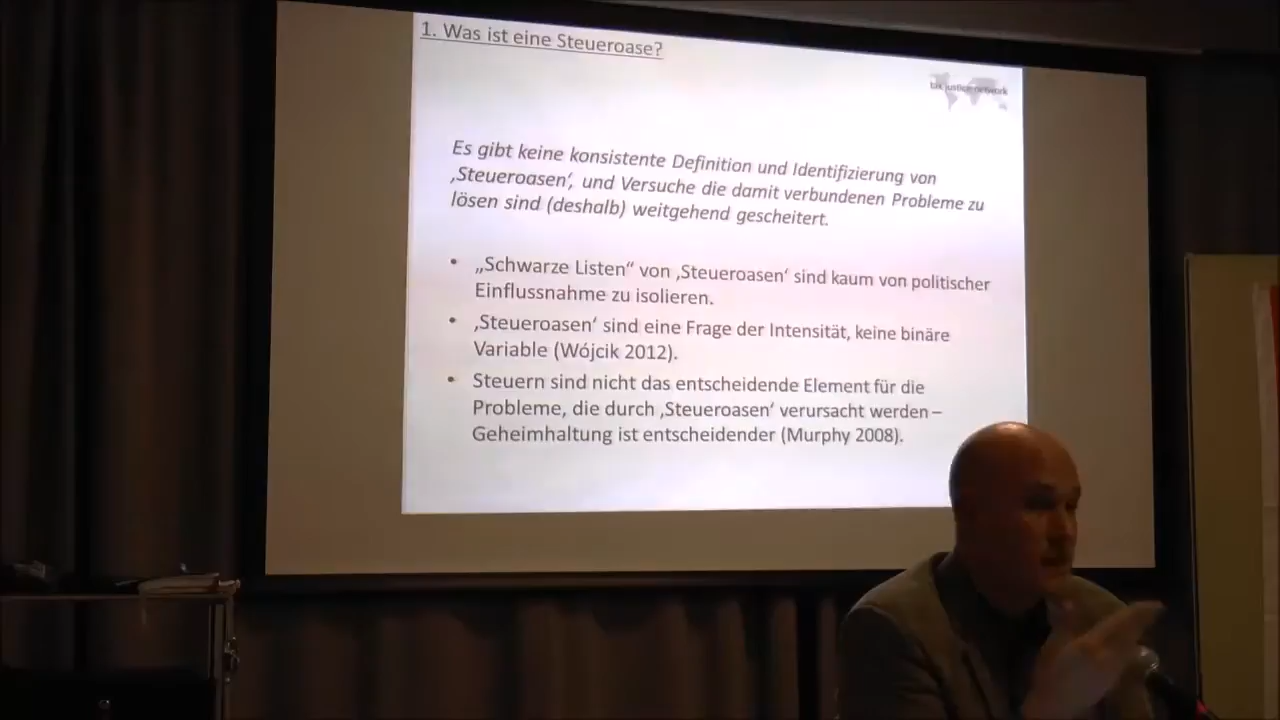 1. Was ist eine Steueroase?
tax justice network
Es gibt keine konsistente Definition und Identifizierung von
‚Steueroasen‘, und Versuche die damit verbundenen Probleme zu
lösen sind (deshalb) weitgehend gescheitert.
• „Schwarze Listen“ von ‚Steueroasen‘ sind kaum von politischer
Einflussnahme zu isolieren.
• ‚Steueroasen‘ sind eine Frage der Intensität, keine binäre
Variable (Wójcik 2012).
• Steuern sind nicht das entscheidende Element für die
Probleme, die durch ‚Steueroasen‘ verursacht werden –
Geheimhaltung ist entscheidender (Murphy 2008).